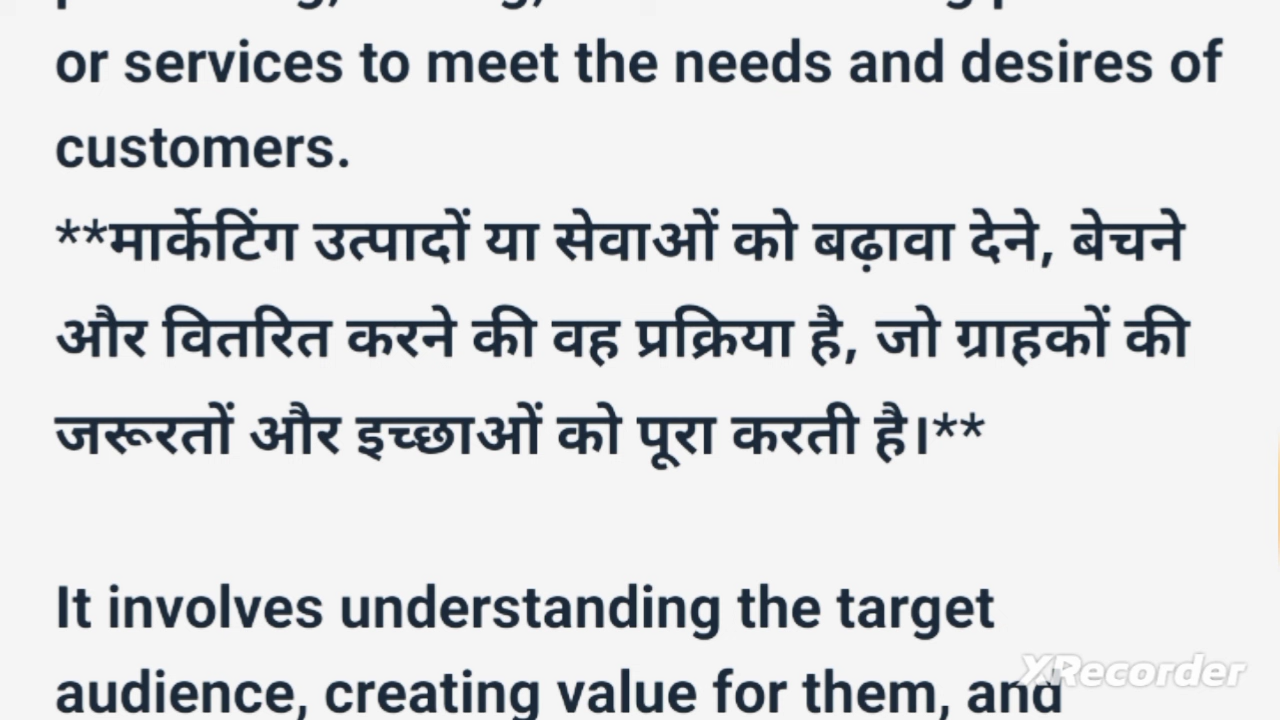 or services to meet the needs and desires of
customers.
**मार्केटिंग उत्पादों या सेवाओं को बढ़ावा देने, बेचने
और वितरित करने की वह प्रक्रिया है, जो ग्राहकों की
जरूरतों और इच्छाओं को पूरा करती है।**
It involves understanding the target
audience, creating value for them, and
XRecorder